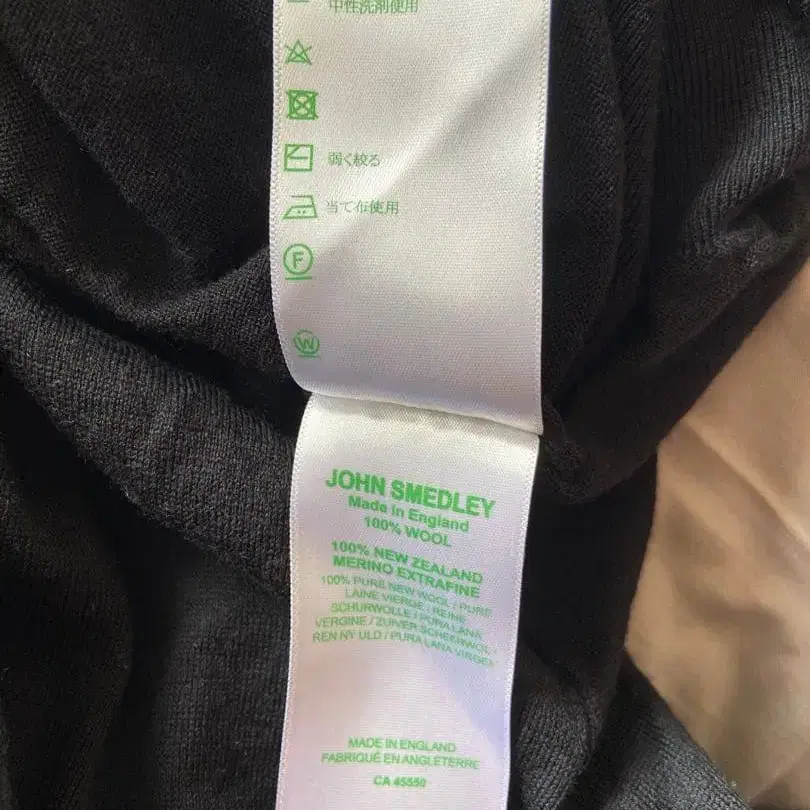 中性洗剤使用
弱く絞る
当て布使用
F
W
JOHN SMEDLEY
Made in England
100% WOOL
100% NEW ZEALAND
MERINO EXTRAFINE
100% PURE NEW WOOL / PURE
LAINE VIERGE / REINE
SCHURWOLLE / PURA LANA
VERGINE / ZUIVER SCHEERWOL /
REN NY ULD / PURA LANA VIRGEN
MADE IN ENGLAND
FABRIQUÉ EN ANGLETERRE
CA 45550